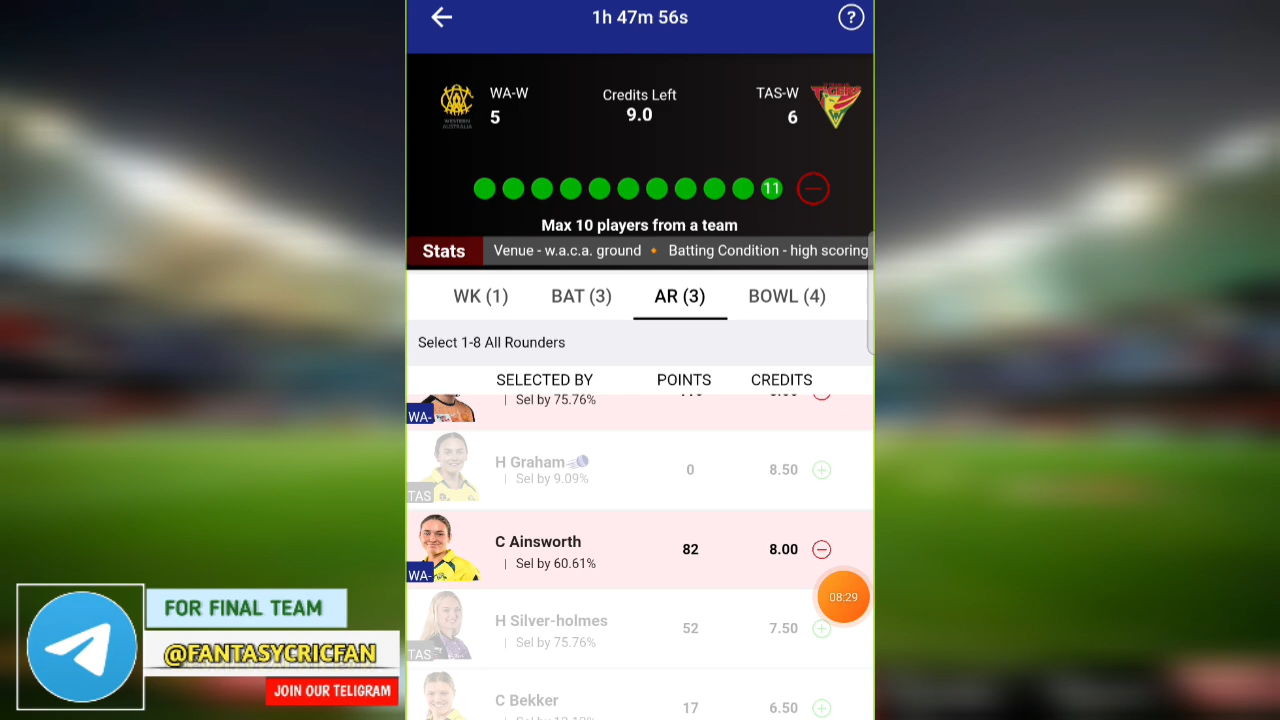 1h 47m 56s
?
WA-W
Credits Left
TAS-W
5
9.0
6
WESTERN
AUSTRALIA
TIGERS
11
Max 10 players from a team
Stats
Venue - w.a.c.a. ground
Batting Condition - high scoring
WK (1)
BAT (3)
AR (3)
BOWL (4)
Select 1-8 All Rounders
SELECTED BY
POINTS
CREDITS
| Sel by 75.76%
WA-
H Graham
| Sel by 9.09%
0
8.50
TAS
C Ainsworth
| Sel by 60.61%
82
8.00
WA-
08:29
H Silver-holmes
| Sel by 75.76%
52
7.50
TAS
C Bekker
17
6.50
FOR FINAL TEAM
@FANTASYCRICFAN
JOIN OUR TELIGRAM